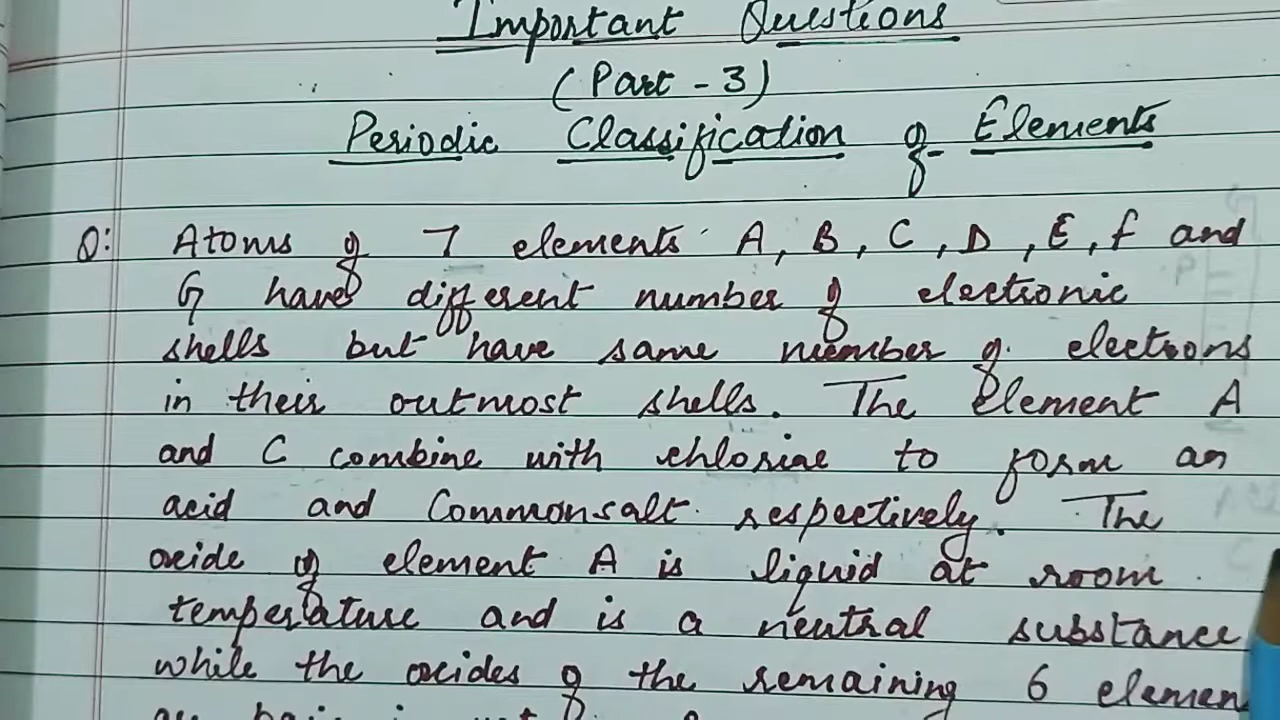 Important Questions
(Part - 3)
Periodic Classification of Elements
Q: Atoms of 7 elements A, B, C, D, E, F and
G have different number of electronic
shells but have same number of electrons
in their outmost shells. The element A
and C combine with chlorine to form an
acid and Commonsalt respectively. The
oxide of element A is liquid at room
temperature and is a neutral substance
while the oxides of the remaining 6 elemen